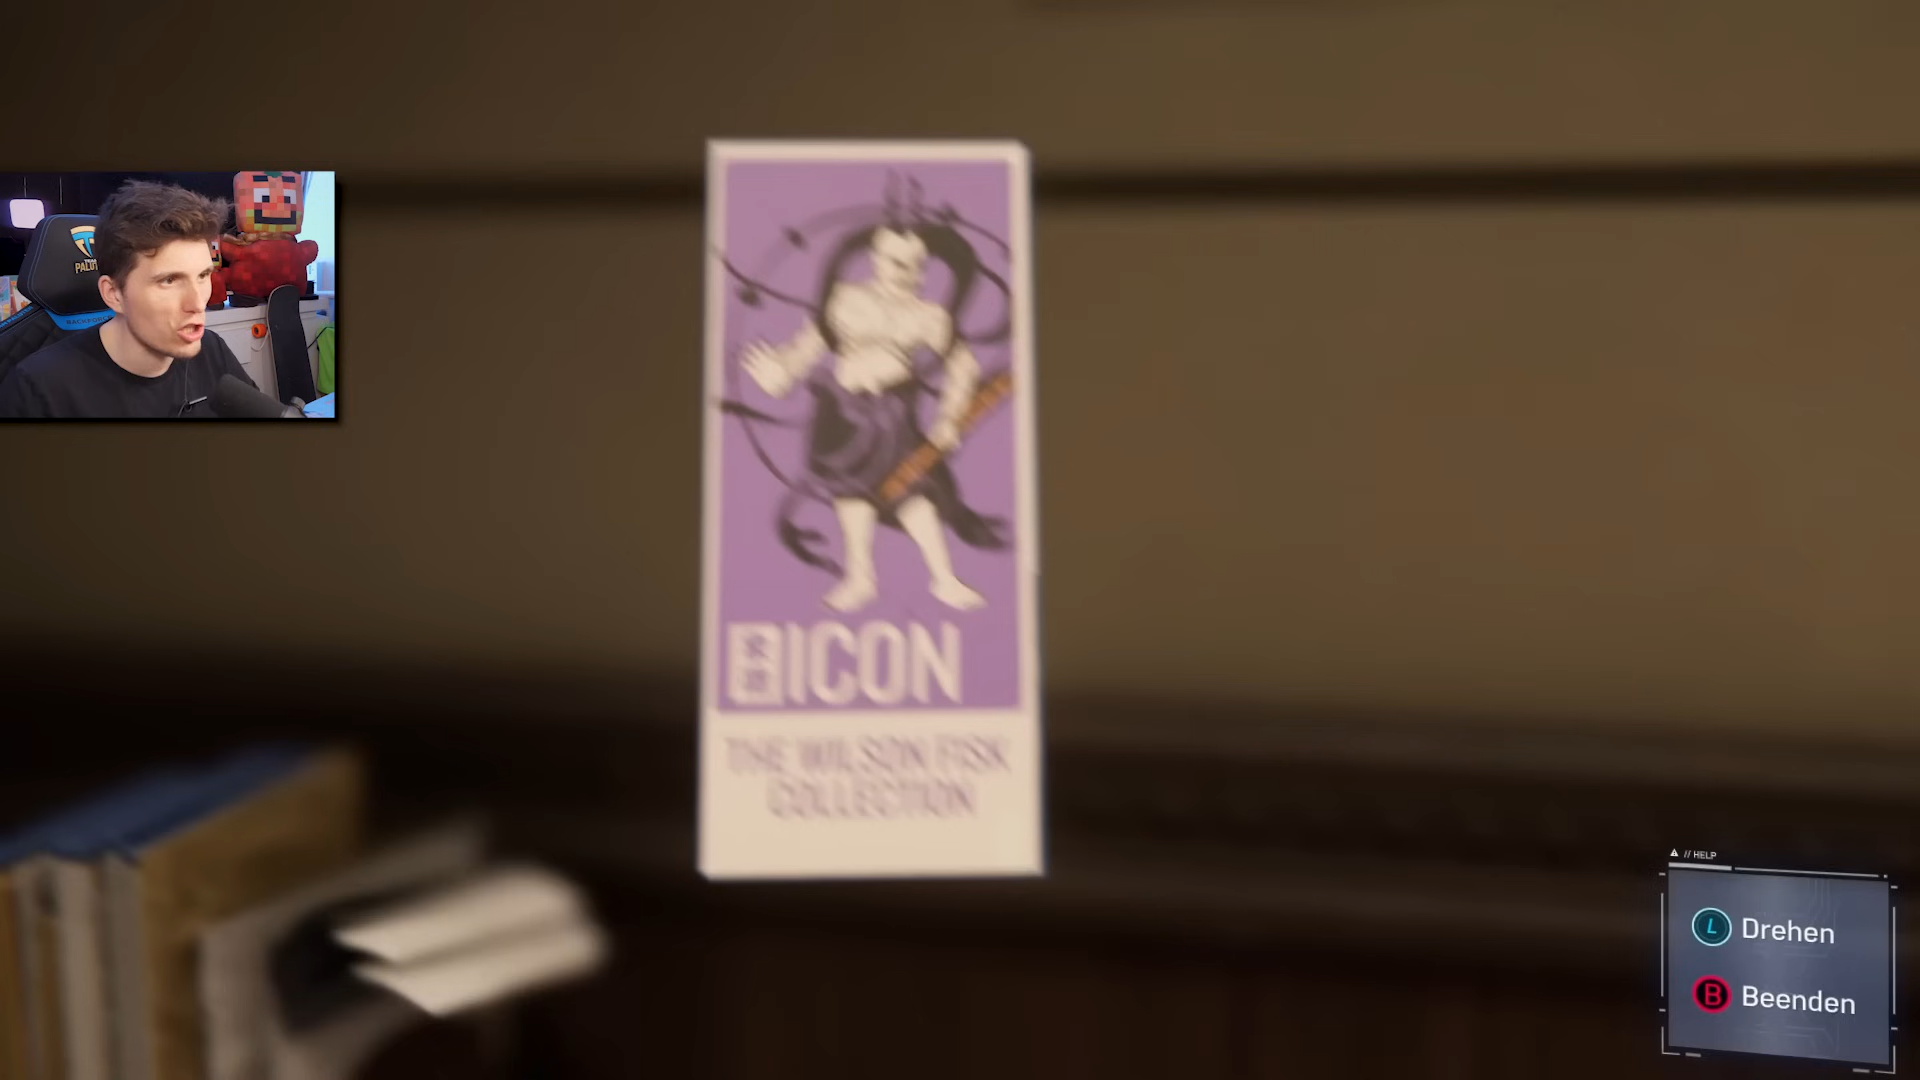 ICON
THE WILSON FISK
COLLECTION
// HELP
L Drehen
B Beenden